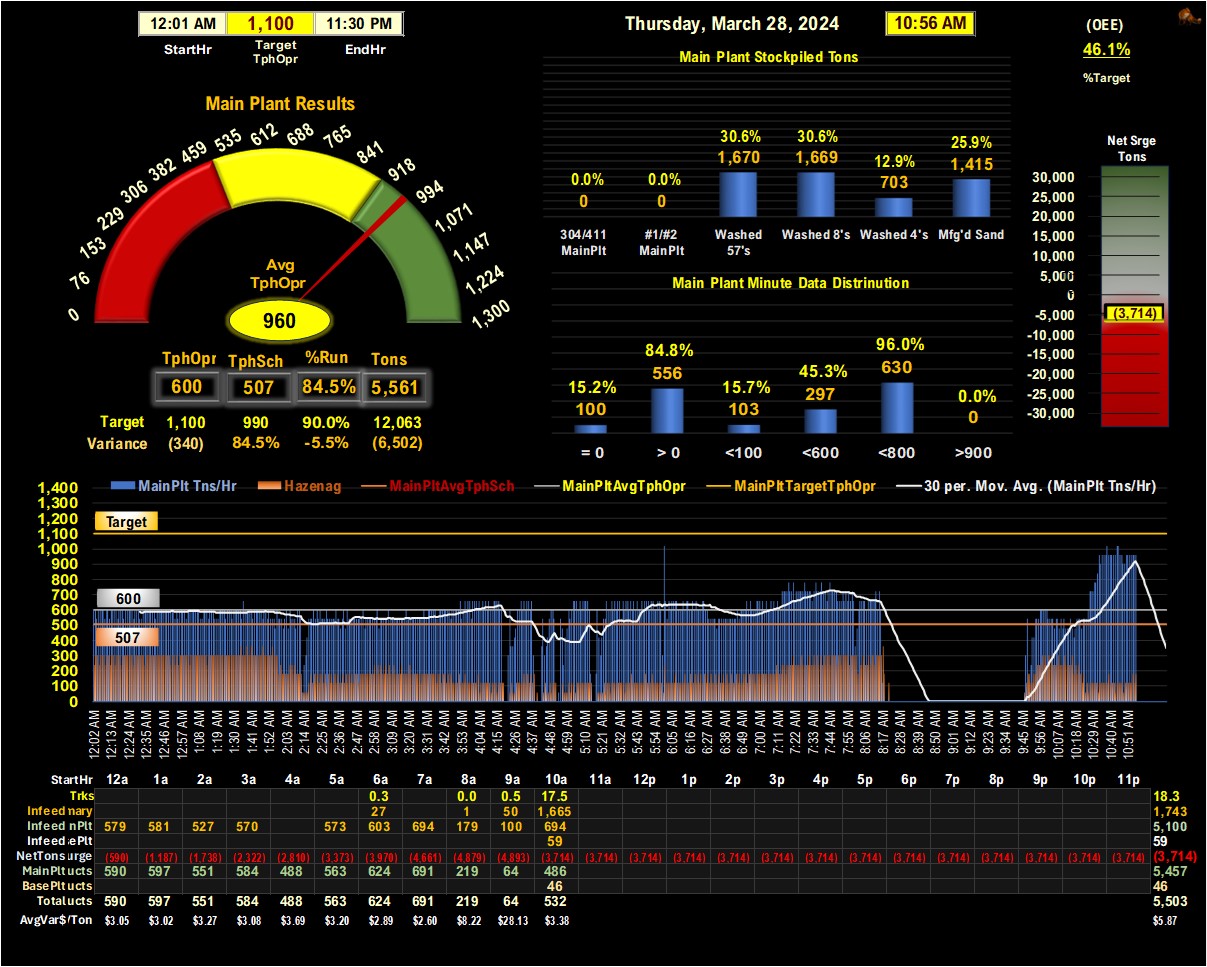 12:01 AM 1,100 11:30 PM
StartHr Target TphOpr EndHr
Thursday, March 28, 2024 10:56 AM
(OEE)
46.1%
%Target
Main Plant Results
0 76 153 229 306 382 459 535 612 688 765 841 918 994 1,071 1,147 1,224 1,300
Avg
TphOpr
960
TphOpr TphSch %Run Tons
600 507 84.5% 5,561
Target 1,100 990 90.0% 12,063
Variance (340) 84.5% -5.5% (6,502)
Main Plant Stockpiled Tons
0.0% 0.0% 30.6% 30.6% 12.9% 25.9%
0 0 1,670 1,669 703 1,415
304/411 MainPlt #1/#2 MainPlt Washed 57's Washed 8's Washed 4's Mfg'd Sand
Main Plant Minute Data Distrinution
15.2% 84.8% 15.7% 45.3% 96.0% 0.0%
100 556 103 297 630 0
= 0 > 0 <100 <600 <800 >900
Net Srge
Tons
30,000
25,000
20,000
15,000
10,000
5,000
0
-5,000
-10,000
-15,000
-20,000
-25,000
-30,000
(3,714)
MainPlt Tns/Hr Hazenag MainPltAvgTphSch MainPltAvgTphOpr MainPltTargetTphOpr 30 per. Mov. Avg. (MainPlt Tns/Hr)
1,400
1,300
1,200
1,100
1,000
900
800
700
600
500
400
300
200
100
0
Target
600
507
12:02 AM 12:13 AM 12:24 AM 12:35 AM 12:46 AM 12:57 AM 1:08 AM 1:19 AM 1:30 AM 1:41 AM 1:52 AM 2:03 AM 2:14 AM 2:25 AM 2:36 AM 2:47 AM 2:58 AM 3:09 AM 3:20 AM 3:31 AM 3:42 AM 3:53 AM 4:04 AM 4:15 AM 4:26 AM 4:37 AM 4:48 AM 4:59 AM 5:10 AM 5:21 AM 5:32 AM 5:43 AM 5:54 AM 6:05 AM 6:16 AM 6:27 AM 6:38 AM 6:49 AM 7:00 AM 7:11 AM 7:22 AM 7:33 AM 7:44 AM 7:55 AM 8:06 AM 8:17 AM 8:28 AM 8:39 AM 8:50 AM 9:01 AM 9:12 AM 9:23 AM 9:34 AM 9:45 AM 9:56 AM 10:07 AM 10:18 AM 10:29 AM 10:40 AM 10:51 AM
StartHr 12a 1a 2a 3a 4a 5a 6a 7a 8a 9a 10a 11a 12p 1p 2p 3p 4p 5p 6p 7p 8p 9p 10p 11p
Trks 0.3 0.0 0.5 17.5 18.3
Infeed nary 27 1 50 1,665 1,743
Infeed nPlt 579 581 527 570 573 603 694 179 100 694 5,100
Infeed ePlt 59 59
NetTonsurge (590) (1,187) (1,738) (2,322) (2,810) (3,373) (3,970) (4,661) (4,879) (4,893) (3,714) (3,714) (3,714) (3,714) (3,714) (3,714) (3,714) (3,714) (3,714) (3,714) (3,714) (3,714) (3,714) (3,714) (3,714)
MainPltucts 590 597 551 584 488 563 624 691 219 64 486 5,457
BasePltucts 46 46
Totalucts 590 597 551 584 488 563 624 691 219 64 532 5,503
AvgVar$/Ton $3.05 $3.02 $3.27 $3.08 $3.69 $3.20 $2.89 $2.60 $8.22 $28.13 $3.38 $5.87